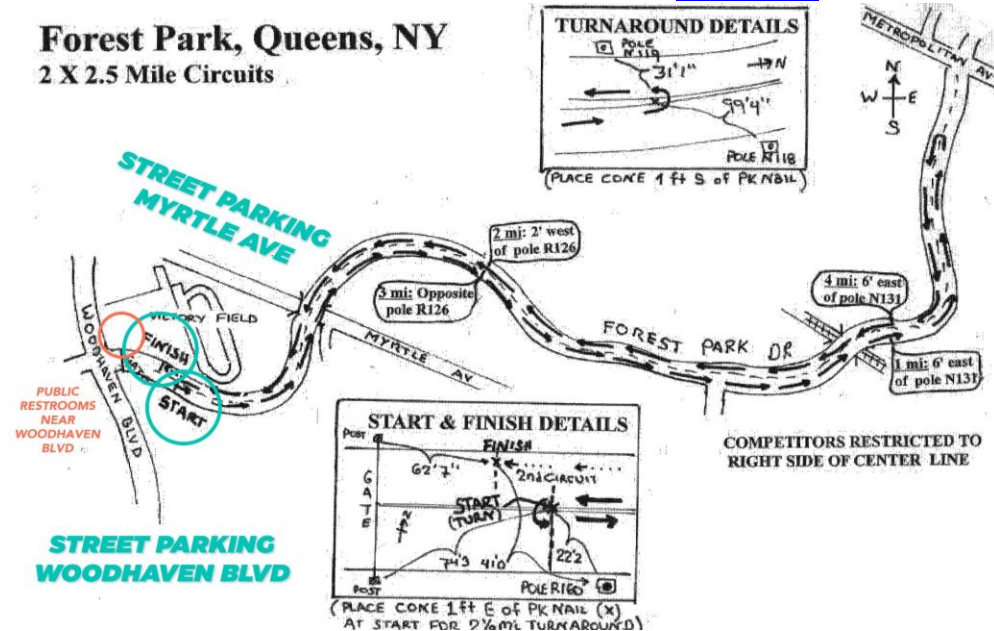 Forest Park, Queens, NY
2 X 2.5 Mile Circuits
TURNAROUND DETAILS
POLE
N119
31'1"
N
99'4"
POLE N118
(PLACE CONE 1 ft S of PK NAIL)
METROPOLITAN AV
N
W E
S
STREET PARKING
MYRTLE AVE
2 mi: 2' west
of pole R126
3 mi: Opposite
pole R126
4 mi: 6' east
of pole N131
1 mi: 6' east
of pole N131
VICTORY FIELD
WOODHAVEN BLVD
FINISH
START
MYRTLE AV
FOREST PARK DR
PUBLIC
RESTROOMS
NEAR
WOODHAVEN
BLVD
COMPETITORS RESTRICTED TO
RIGHT SIDE OF CENTER LINE
STREET PARKING
WOODHAVEN BLVD
START & FINISH DETAILS
POST
FINISH
62'7"
2nd CIRCUIT
GATE
START
(TURN)
N
74'3
41'0
22'2
POST
POLE R160
(PLACE CONE 1 ft E of PK NAIL (x)
AT START FOR 2½ mi TURNAROUND)